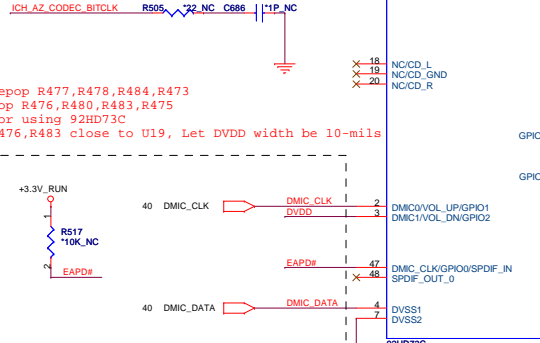 ICH_AZ_CODEC_BITCLK R505 *22_NC C686 *1P_NC
18 NC/CD_L
19 NC/CD_GND
20 NC/CD_R
epop R477,R478,R484,R473
op R476,R480,R483,R475
or using 92HD73C
476,R483 close to U19, Let DVDD width be 10-mils
GPIO
GPIO
+3.3V_RUN
40 DMIC_CLK DMIC_CLK 2 DMIC0/VOL_UP/GPIO1
DVDD 3 DMIC1/VOL_DN/GPIO2
1
R517
*10K_NC
2
EAPD#
EAPD# 47 DMIC_CLK/GPIO0/SPDIF_IN
48 SPDIF_OUT_0
40 DMIC_DATA DMIC_DATA 4 DVSS1
7 DVSS2
92HD73C